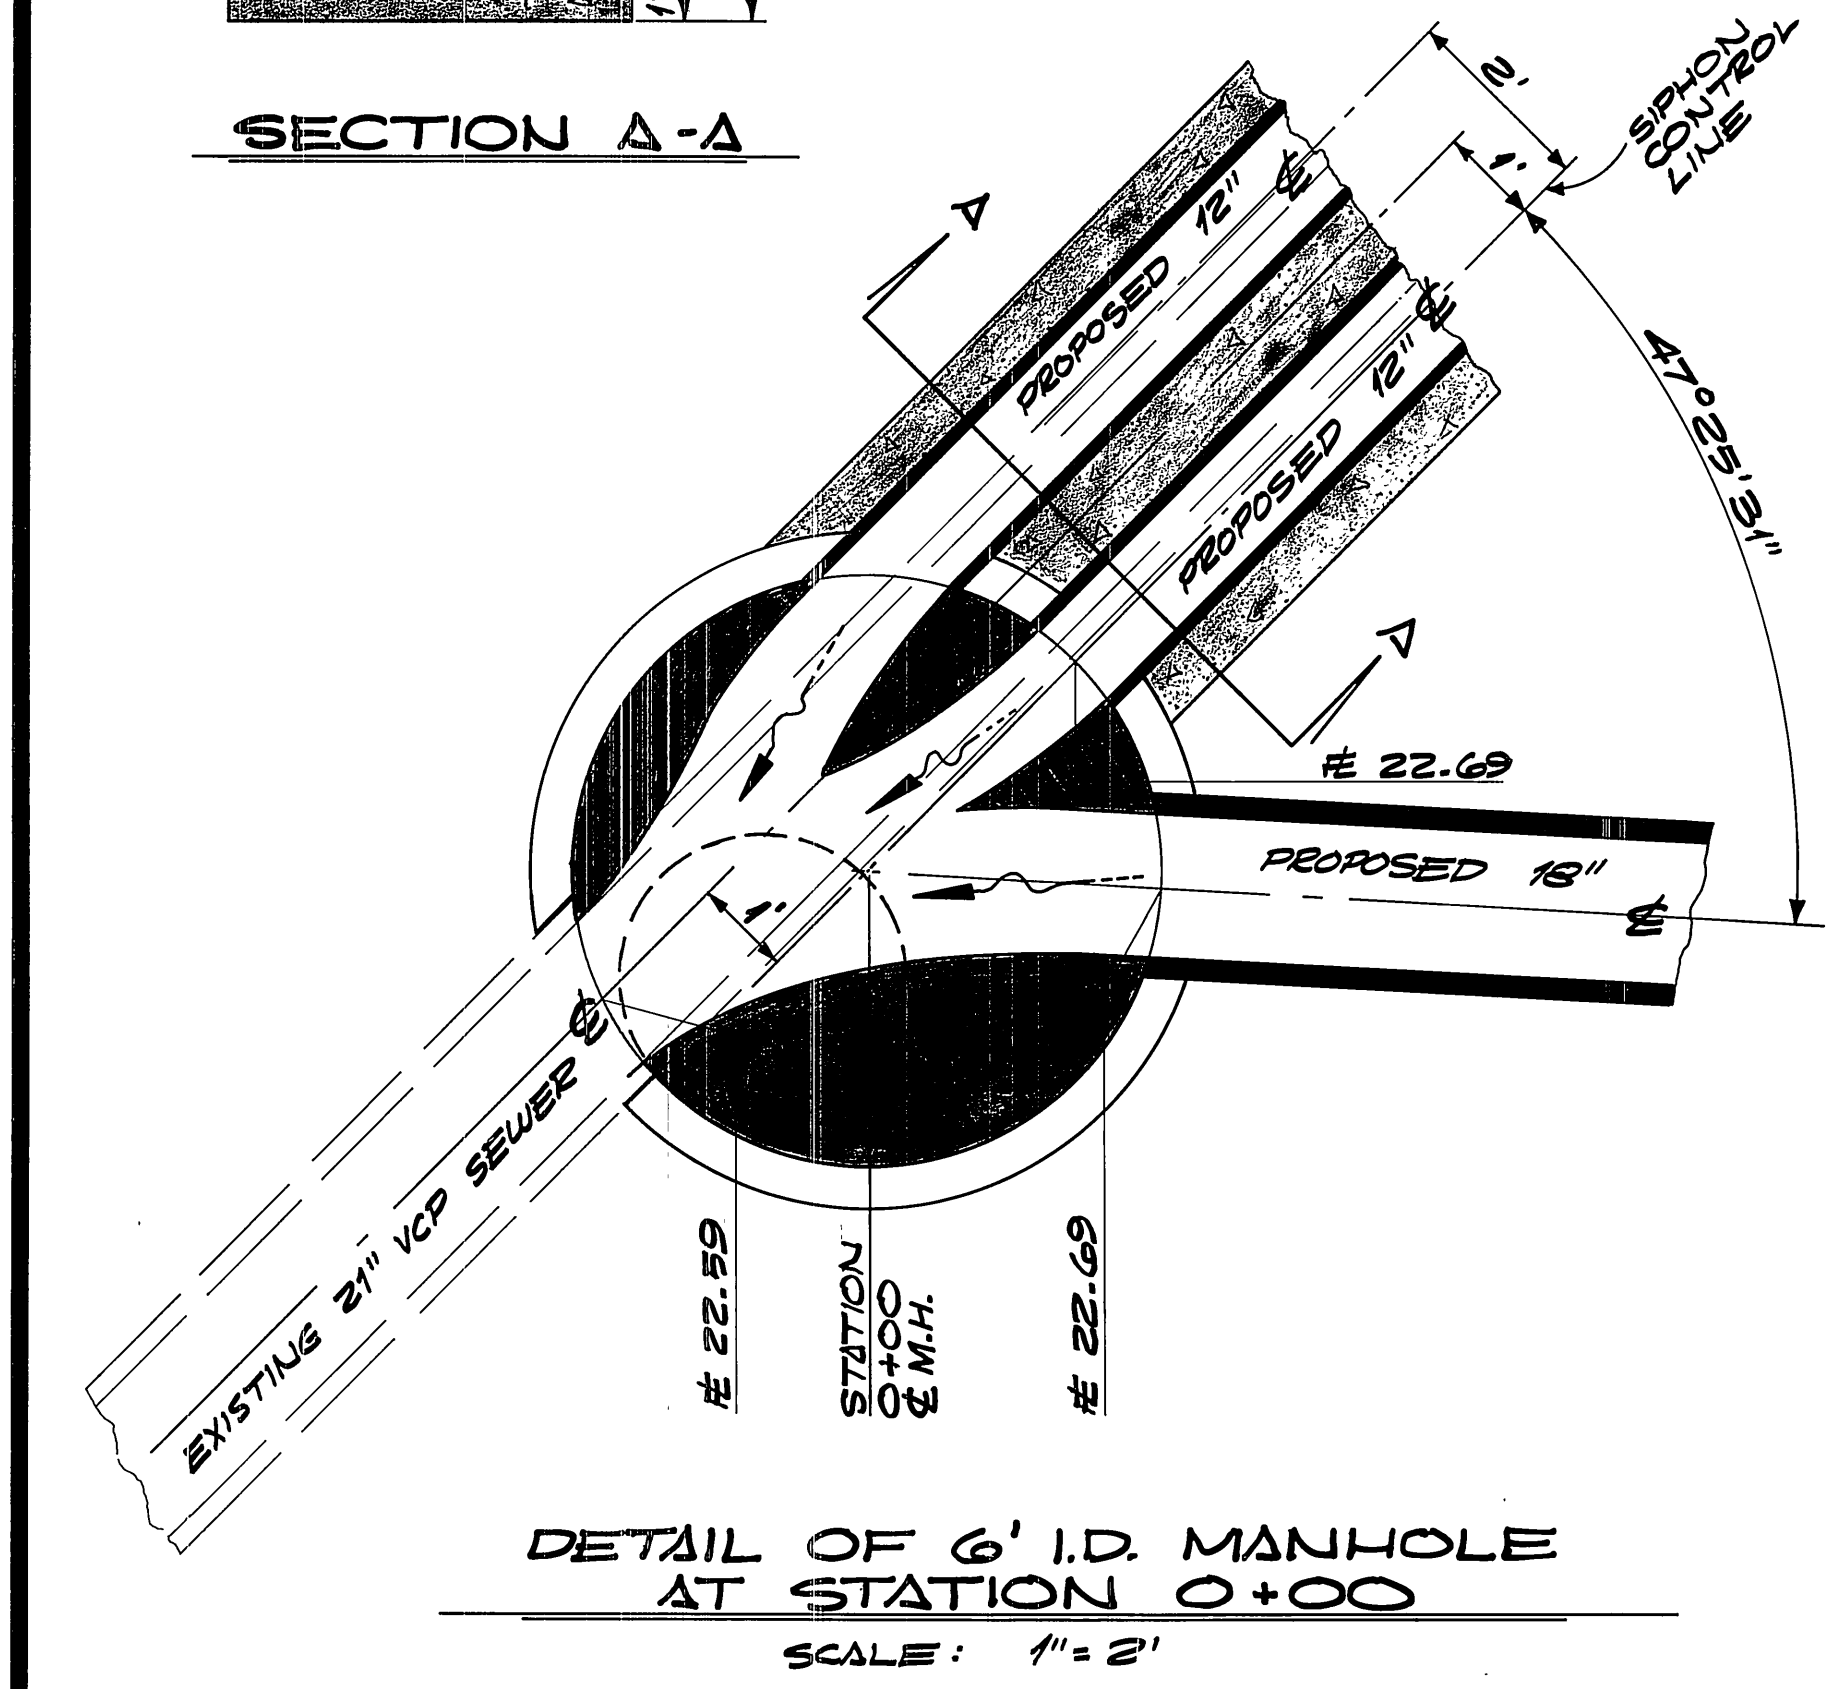 1
SECTION A-A
2'
SIPHON
CONTROL
LINE
1'
A
PROPOSED 12" ℄
PROPOSED 12" ℄
47°25'31"
A
℄ 22.69
PROPOSED 18" ℄
1'
EXISTING 21" VCP SEWER ℄
22.59
STATION
0+00
M.H.
22.69
DETAIL OF 6' I.D. MANHOLE
AT STATION 0+00
SCALE: 1"=2'